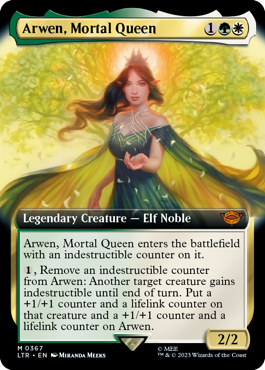 Arwen, Mortal Queen 1
Legendary Creature — Elf Noble
Arwen, Mortal Queen enters the battlefield
with an indestructible counter on it.
1, Remove an indestructible counter
from Arwen: Another target creature gains
indestructible until end of turn. Put a
+1/+1 counter and a lifelink counter on
that creature and a +1/+1 counter and a
lifelink counter on Arwen.
2/2
M 0367
LTR • EN MIRANDA MEEKS
© MEE
™ & © 2023 Wizards of the Coast